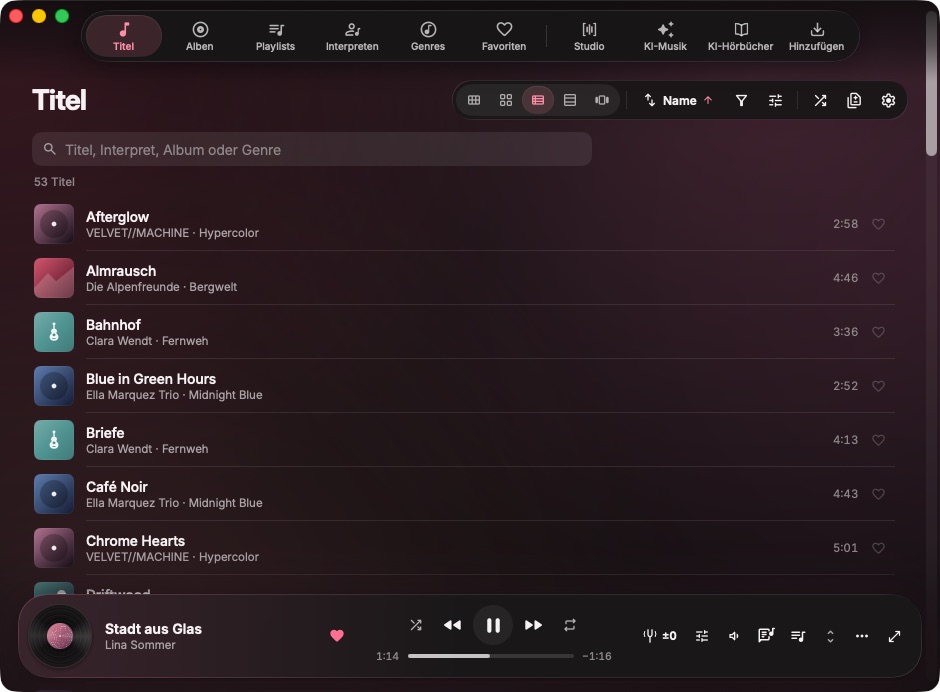 Titel
Alben
Playlists
Interpreten
Genres
Favoriten
Studio
KI-Musik
KI-Hörbücher
Hinzufügen
Titel
Name
Titel, Interpret, Album oder Genre
53 Titel
Afterglow
VELVET//MACHINE · Hypercolor
2:58
Almrausch
Die Alpenfreunde · Bergwelt
4:46
Bahnhof
Clara Wendt · Fernweh
3:36
Blue in Green Hours
Ella Marquez Trio · Midnight Blue
2:52
Briefe
Clara Wendt · Fernweh
4:13
Café Noir
Ella Marquez Trio · Midnight Blue
4:43
Chrome Hearts
VELVET//MACHINE · Hypercolor
5:01
Driftwood
Stadt aus Glas
Lina Sommer
1:14
−1:16
±0